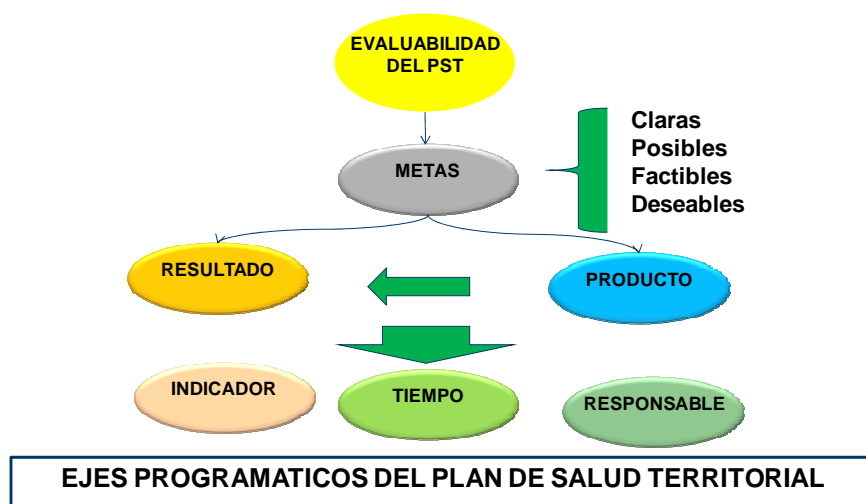 EVALUABILIDAD
DEL PST
Claras
Posibles
Factibles
Deseables
METAS
RESULTADO
PRODUCTO
INDICADOR
TIEMPO
RESPONSABLE
EJES PROGRAMATICOS DEL PLAN DE SALUD TERRITORIAL